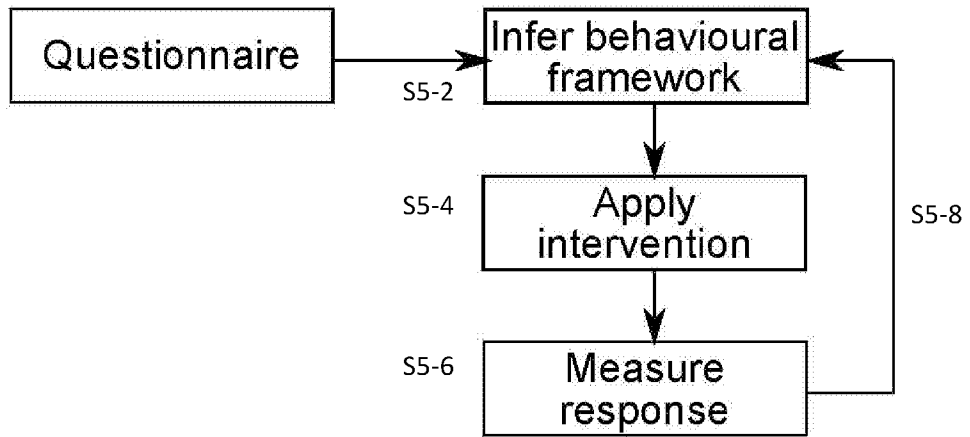 Questionnaire
Infer behavioural
framework
S5-2
S5-4
Apply
intervention
S5-8
S5-6
Measure
response